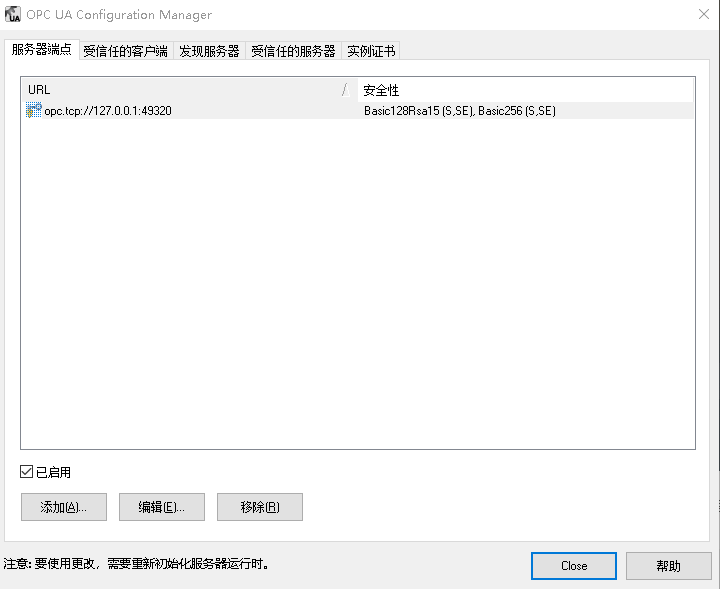 OPC UA Configuration Manager
服务器端点 受信任的客户端 发现服务器 受信任的服务器 实例证书
URL / 安全性
opc.tcp://127.0.0.1:49320 Basic128Rsa15 (S,SE), Basic256 (S,SE)
已启用
添加(A)... 编辑(E)... 移除(R)
注意: 要使用更改，需要重新初始化服务器运行时。
Close 帮助